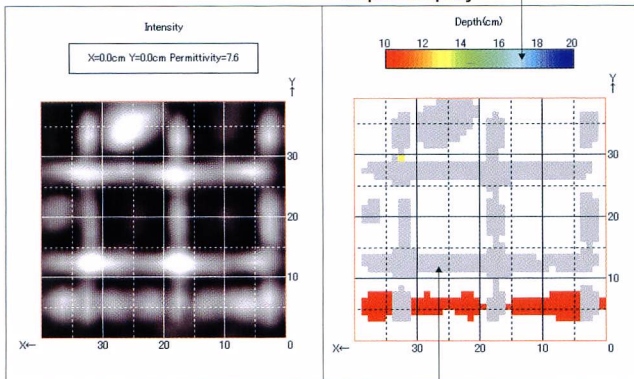 Intensity
X=0.0cm Y=0.0cm Permittivity=7.6
Y
↑
30
20
10
X← 30 20 10 0
Depth(cm)
10 12 14 16 18 20
Y
↑
30
20
10
X← 30 20 10 0